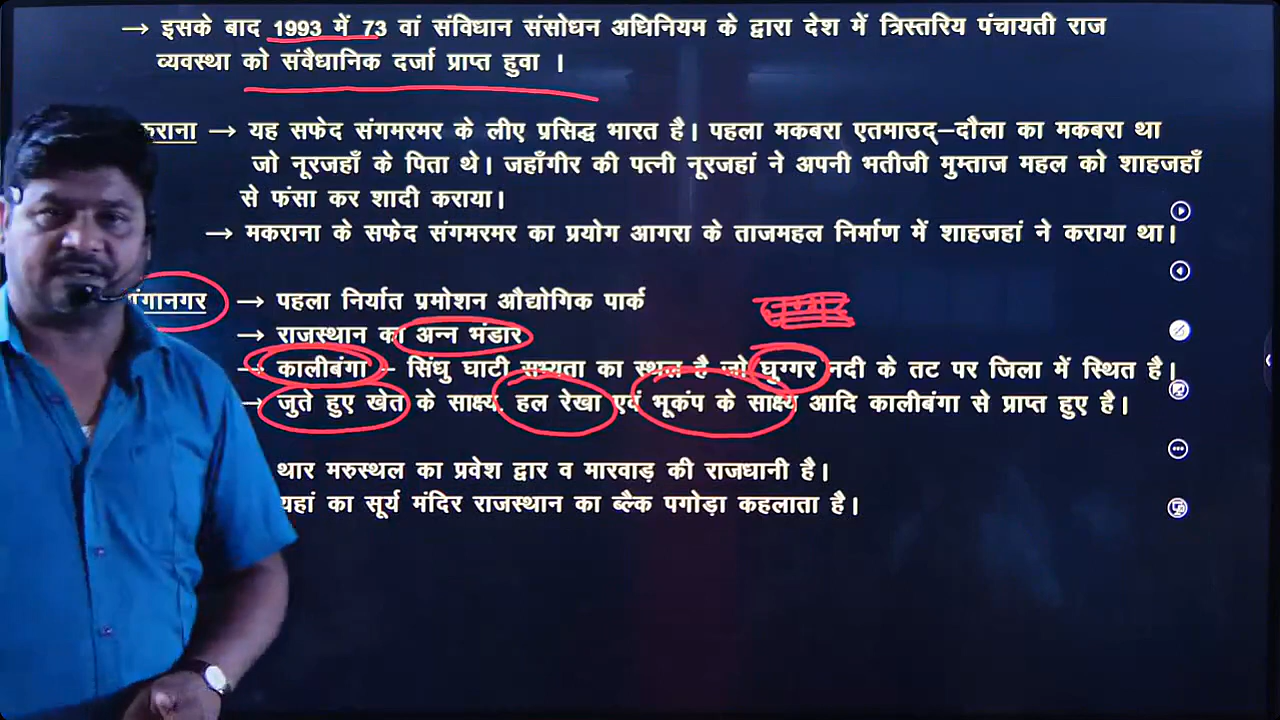 → इसके बाद 1993 में 73 वां संविधान संसोधन अधिनियम के द्वारा देश में त्रिस्तरिय पंचायती राज
व्यवस्था को संवैधानिक दर्जा प्राप्त हुवा ।
कराना → यह सफेद संगमरमर के लीए प्रसिद्ध भारत है। पहला मकबरा एतमाउद्-दौला का मकबरा था
जो नूरजहाँ के पिता थे। जहाँगीर की पत्नी नूरजहां ने अपनी भतीजी मुम्ताज महल को शाहजहाँ
से फंसा कर शादी कराया।
→ मकराना के सफेद संगमरमर का प्रयोग आगरा के ताजमहल निर्माण में शाहजहां ने कराया था।
गंगानगर → पहला निर्यात प्रमोशन औद्योगिक पार्क
→ राजस्थान का अन्न भंडार
→ कालीबंगा – सिंधु घाटी सभ्यता का स्थल है जो घुग्गर नदी के तट पर जिला में स्थित है।
→ जुते हुए खेत के साक्ष्य, हल रेखा एवं भूकंप के साक्ष्य आदि कालीबंगा से प्राप्त हुए है।
थार मरुस्थल का प्रवेश द्वार व मारवाड़ की राजधानी है।
यहां का सूर्य मंदिर राजस्थान का ब्लैक पगोड़ा कहलाता है।